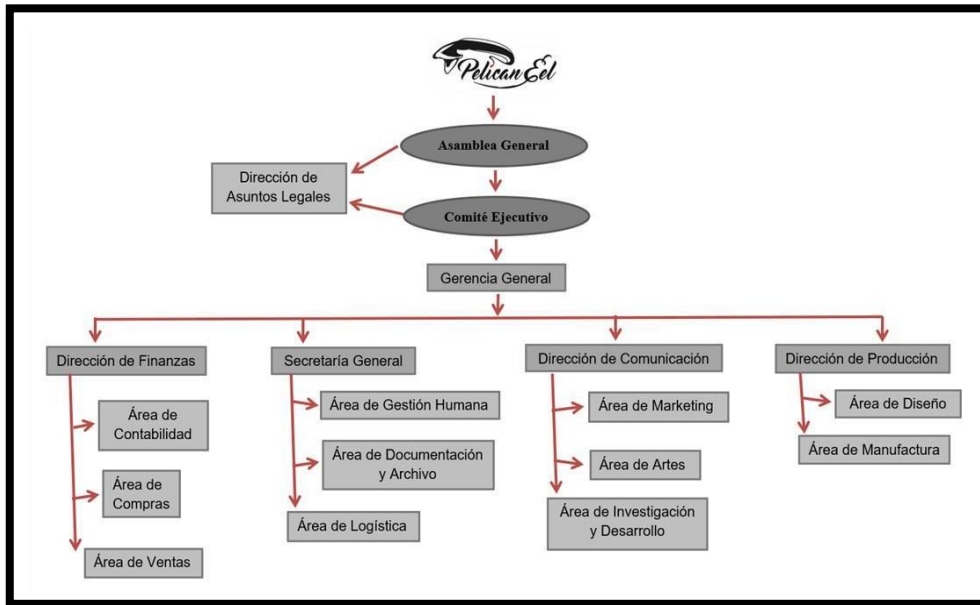 Pelican Eel
Asamblea General
Dirección de
Asuntos Legales
Comité Ejecutivo
Gerencia General
Dirección de Finanzas
Secretaría General
Dirección de Comunicación
Dirección de Producción
Área de
Contabilidad
Área de
Compras
Área de Ventas
Área de Gestión Humana
Área de Documentación
y Archivo
Área de Logística
Área de Marketing
Área de Artes
Área de Investigación
y Desarrollo
Área de Diseño
Área de Manufactura